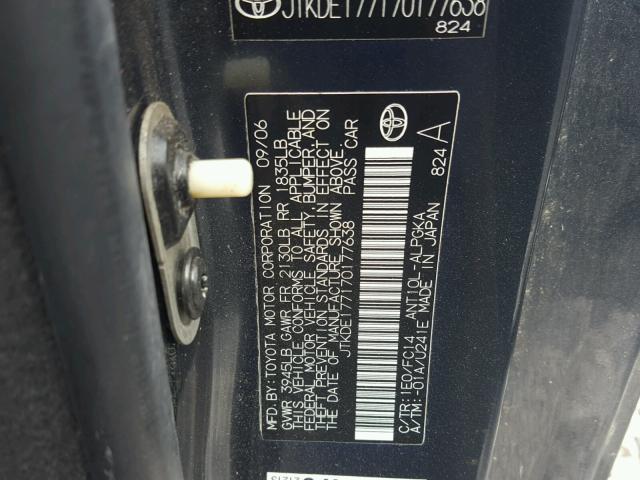 JTKDE177170177638
824
MFD.BY:TOYOTA MOTOR CORPORATION 09/06
GVWR 3945LB GAWR FR 2130LB RR 1835LB
THIS VEHICLE CONFORMS TO ALL APPLICABLE
FEDERAL MOTOR VEHICLE SAFETY, BUMPER, AND
THEFT PREVENTION STANDARDS IN EFFECT ON
THE DATE OF MANUFACTURE SHOWN ABOVE.
JTKDE177170177638 PASS CAR
C/TR: 1E0/FC14 ANT10L-ALPGKA
A/TM: -01A/U241E MADE IN JAPAN
824 A